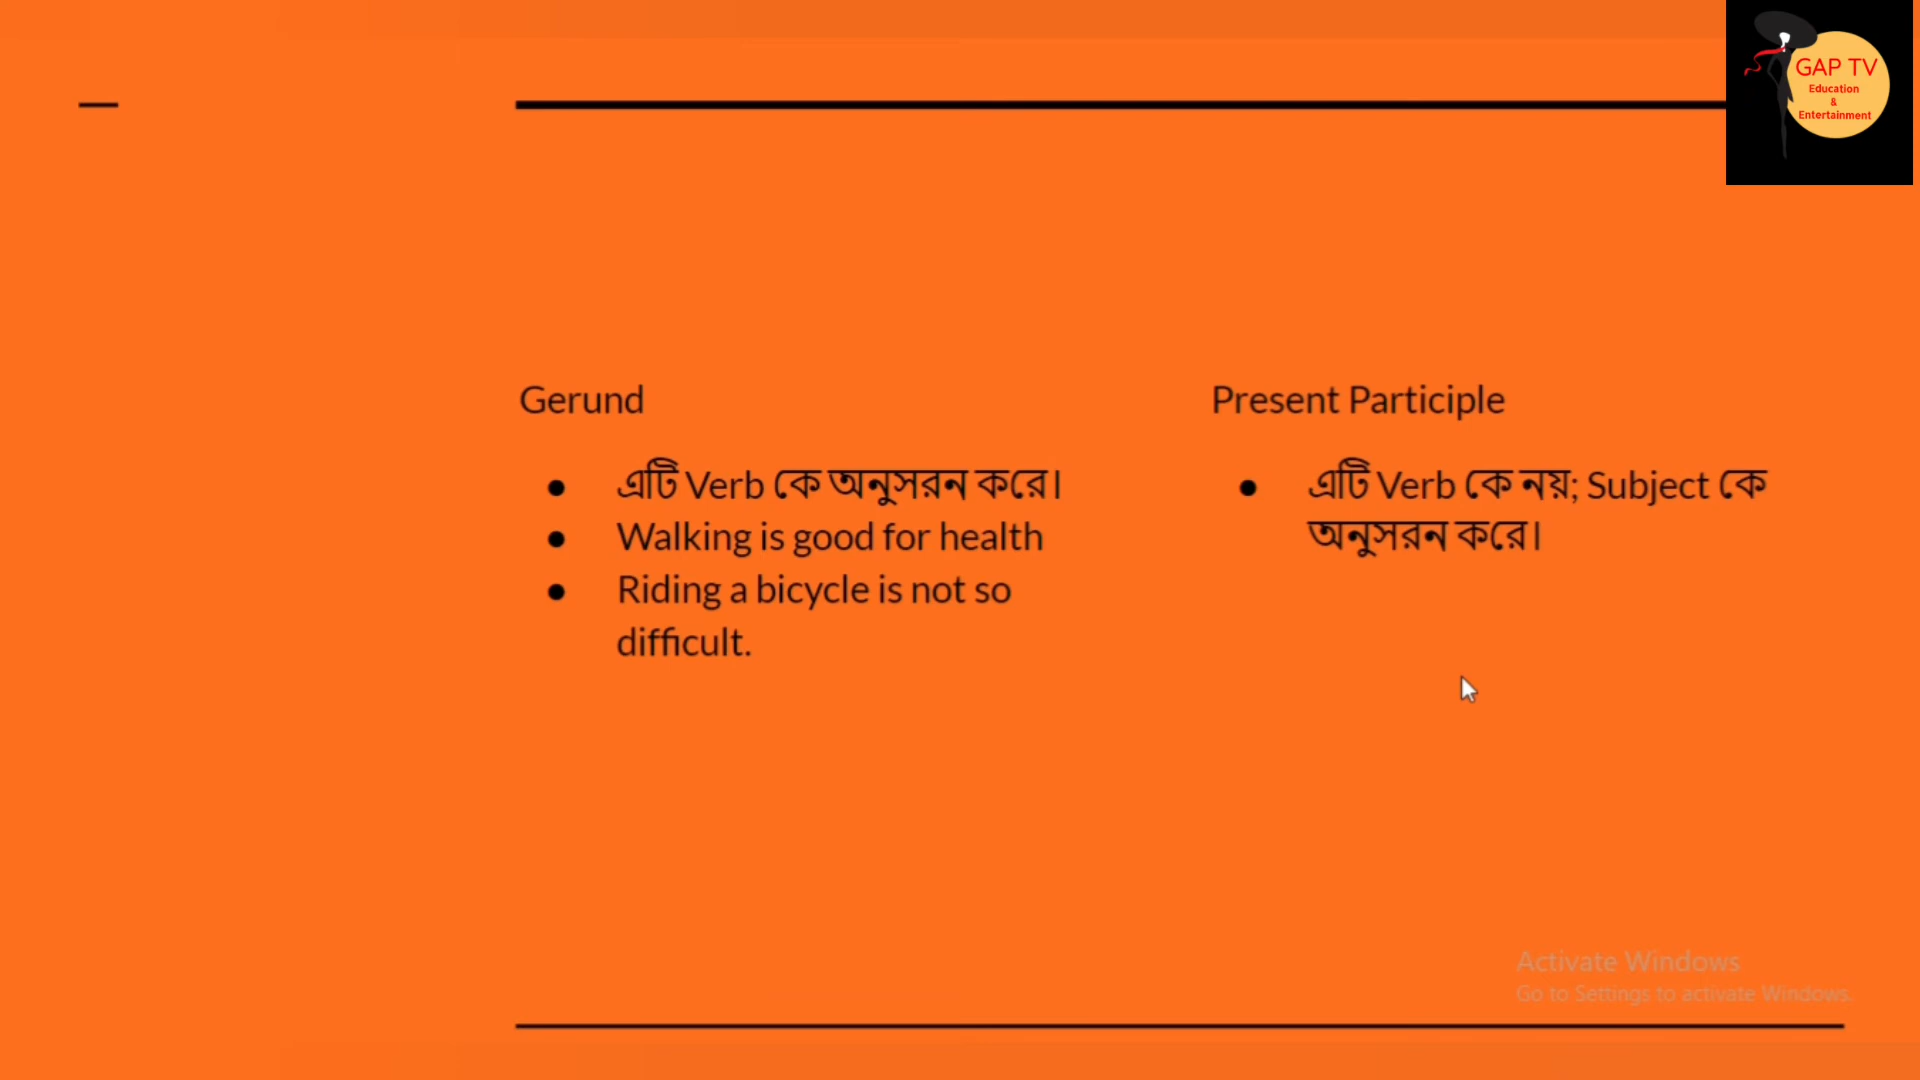 GAP TV
Education
&
Entertainment
Gerund
● এটি Verb কে অনুসরন করে।
● Walking is good for health
● Riding a bicycle is not so
difficult.
Present Participle
● এটি Verb কে নয়; Subject কে
অনুসরন করে।
Activate Windows
Go to Settings to activate Windows.